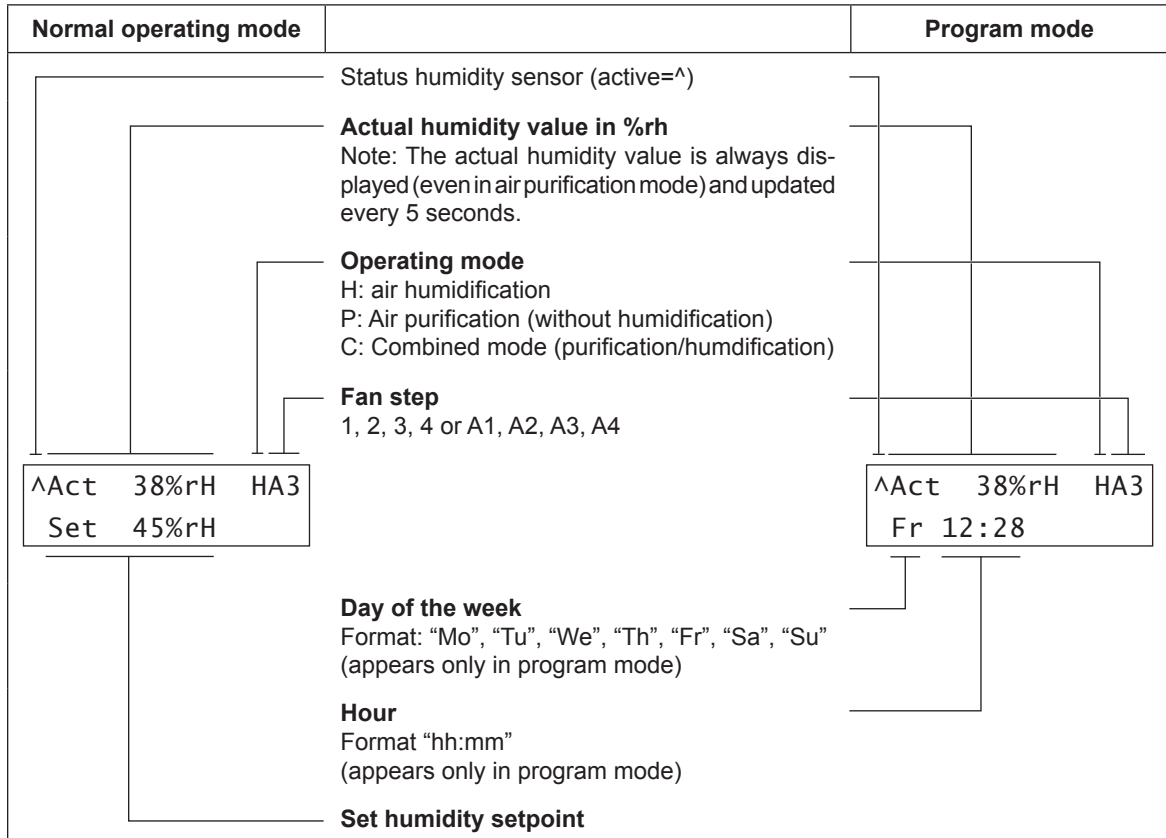 Normal operating mode
Program mode
Status humidity sensor (active=^)
Actual humidity value in %rh
Note: The actual humidity value is always dis-
played (even in air purification mode) and updated
every 5 seconds.
Operating mode
H: air humidification
P: Air purification (without humidification)
C: Combined mode (purification/humdification)
Fan step
1, 2, 3, 4 or A1, A2, A3, A4
^Act 38%rH HA3
Set 45%rH
^Act 38%rH HA3
Fr 12:28
Day of the week
Format: “Mo”, “Tu”, “We”, “Th”, “Fr”, “Sa”, “Su”
(appears only in program mode)
Hour
Format “hh:mm”
(appears only in program mode)
Set humidity setpoint